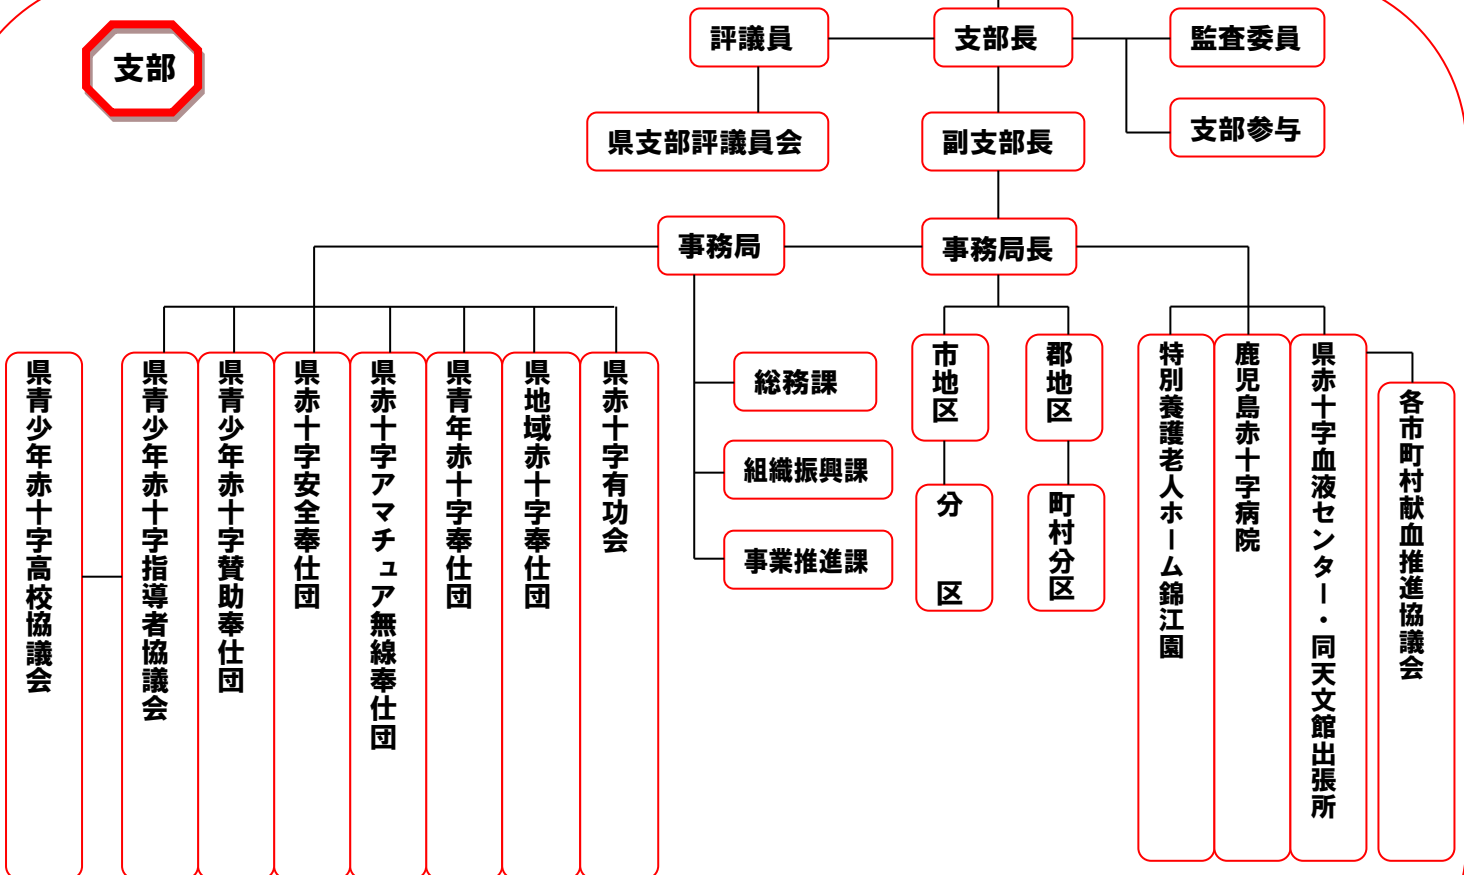 支部
評議員
支部長
監査委員
支部参与
県支部評議員会
副支部長
事務局
事務局長
県青少年赤十字高校協議会
県青少年赤十字指導者協議会
県青少年赤十字賛助奉仕団
県赤十字安全奉仕団
県赤十字アマチュア無線奉仕団
県青年赤十字奉仕団
県地域赤十字奉仕団
県赤十字有功会
総務課
組織振興課
事業推進課
市地区
郡地区
分区
町村分区
特別養護老人ホーム錦江園
鹿児島赤十字病院
県赤十字血液センター・同天文館出張所
各市町村献血推進協議会